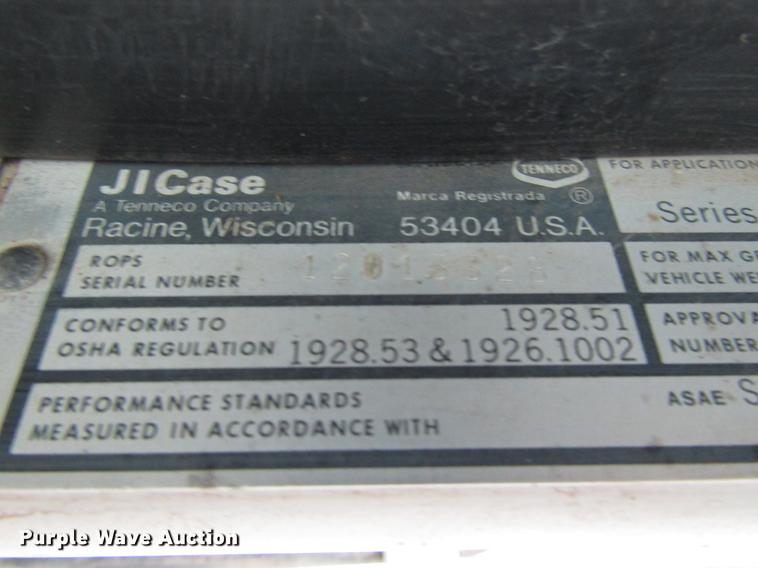 TENNECO
JI Case
A Tenneco Company
Marca Registrada ®
Racine, Wisconsin 53404 U.S.A.
ROPS
SERIAL NUMBER
CONFORMS TO 1928.51
OSHA REGULATION 1928.53 & 1926.1002
PERFORMANCE STANDARDS
MEASURED IN ACCORDANCE WITH
ASAE S
FOR APPLICATION
Series
FOR MAX G
VEHICLE WE
APPROVA
NUMBER
Purple Wave Auction